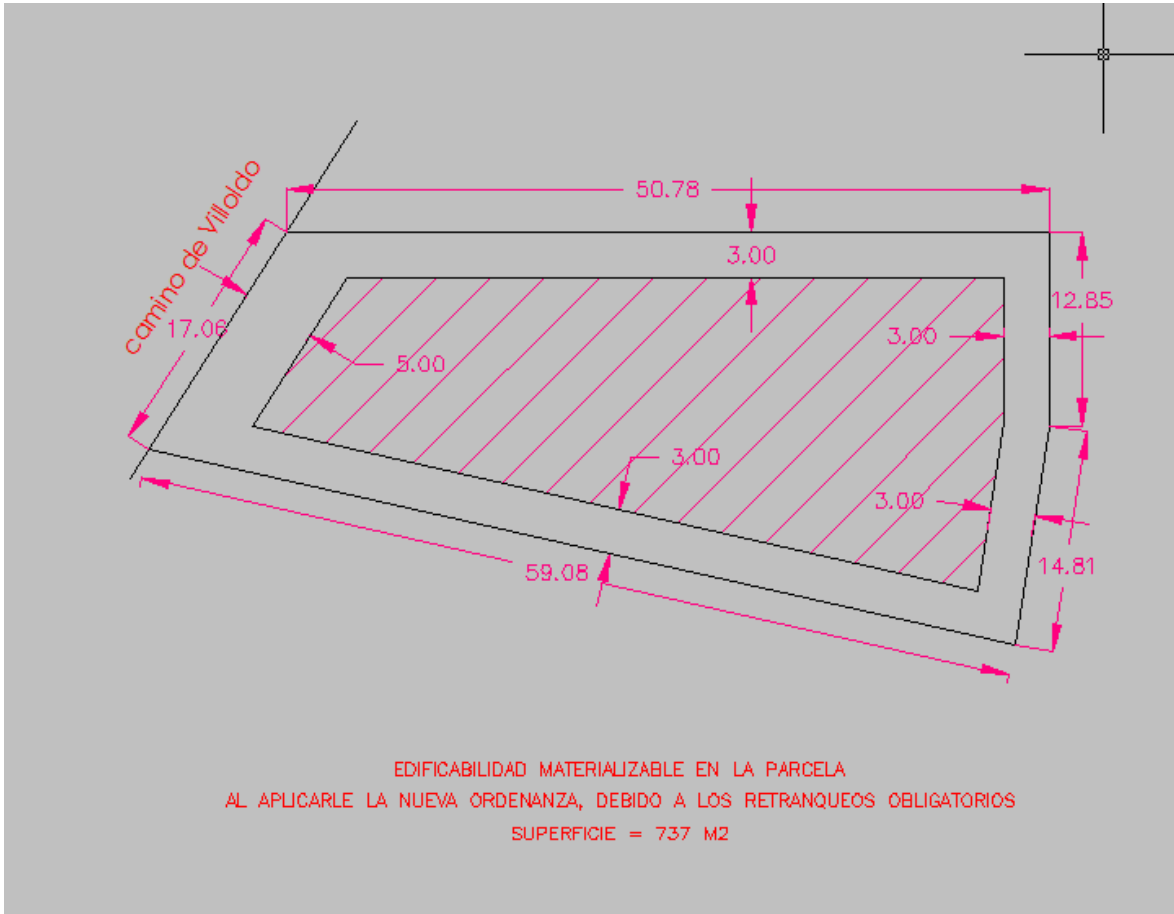 50.78
camino de Villoldo
3.00
12.85
17.06
3.00
5.00
3.00
3.00
59.08
14.81
EDIFICABILIDAD MATERIALIZABLE EN LA PARCELA
AL APLICARLE LA NUEVA ORDENANZA, DEBIDO A LOS RETRANQUEOS OBLIGATORIOS
SUPERFICIE = 737 M2